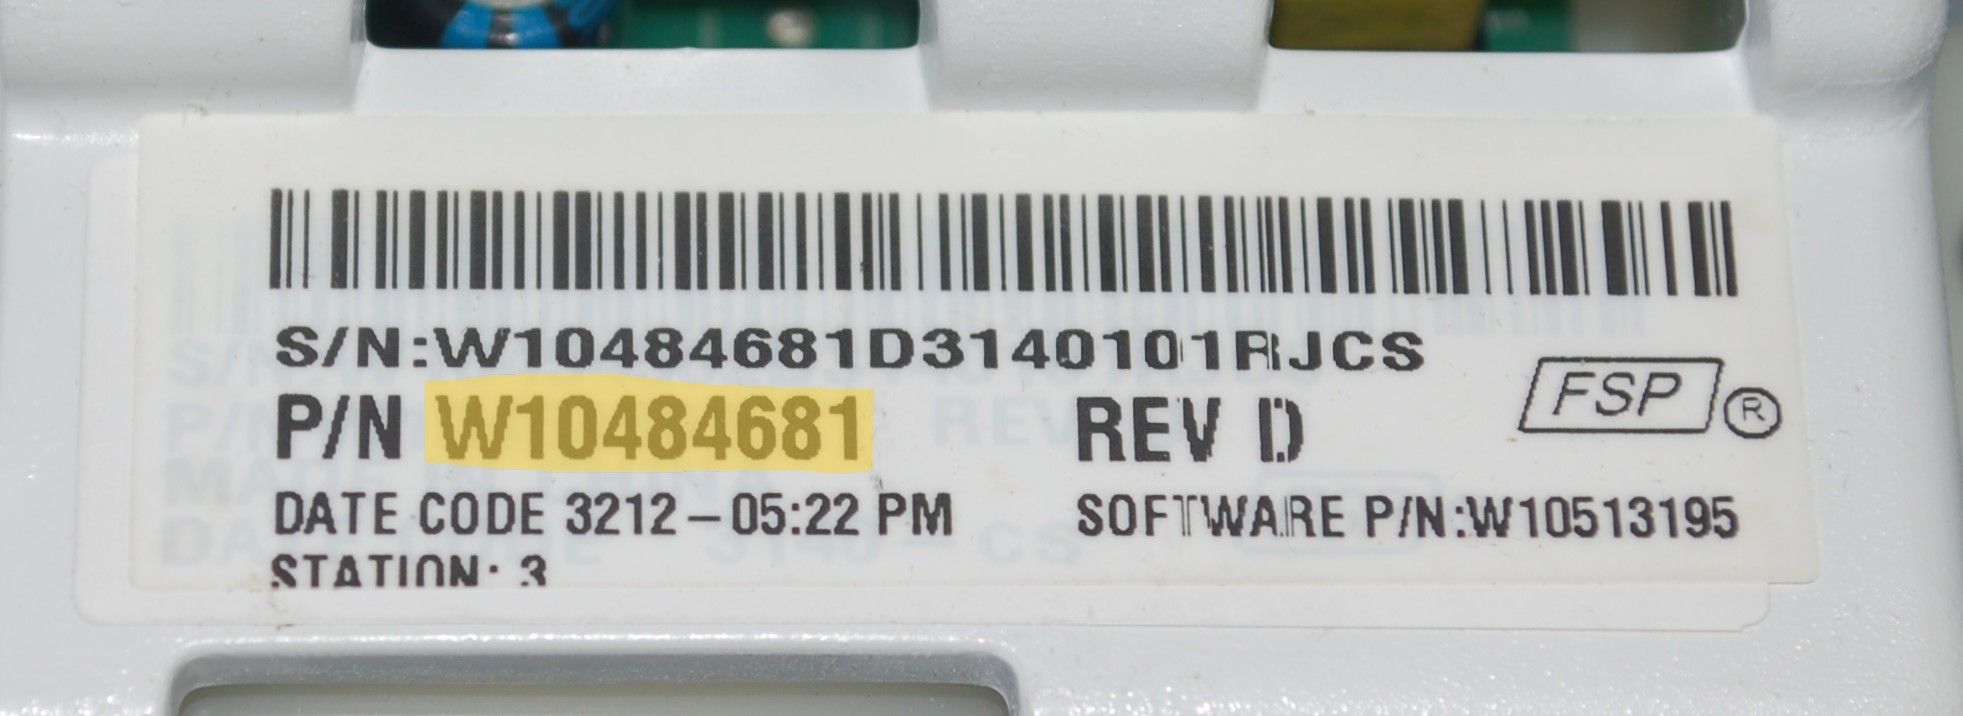 S/N:W10484681D3140101RJCS
P/N W10484681 REV D
FSP®
DATE CODE 3212 – 05:22 PM SOFTWARE P/N:W10513195
STATION: 3